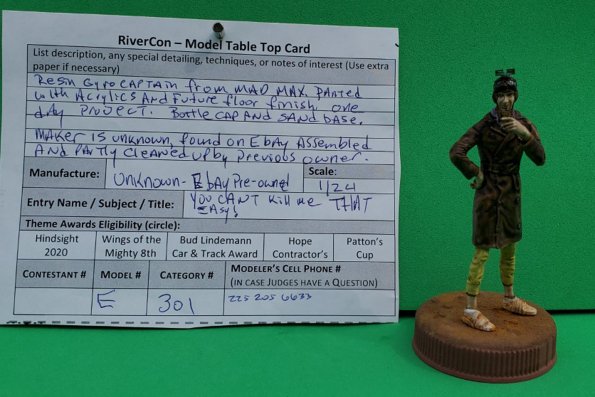 RiverCon – Model Table Top Card
List description, any special detailing, techniques, or notes of interest (Use extra
paper if necessary)
Resin Gyro CAPTAIN from MAD MAX. PAINTED
with Acrylics And Future floor finish. one
day Project. Bottle CAP AND SAND base.
MAKER IS UNKNOWN, found on EbAy ASSembled
AND PArtly CleaNed up by Previous owner.
Manufacture: UNKNOWN - EbAy Pre-owned Scale: 1/24
Entry Name / Subject / Title: YOU CAN'T Kill me THAT
EASy!
Theme Awards Eligibility (circle):
Hindsight 2020 Wings of the Mighty 8th Bud Lindemann Car & Track Award Hope Contractor's Patton's Cup
CONTESTANT # MODEL # CATEGORY # MODELER'S CELL PHONE #
(IN CASE JUDGES HAVE A QUESTION)
E 301 225 205 6633